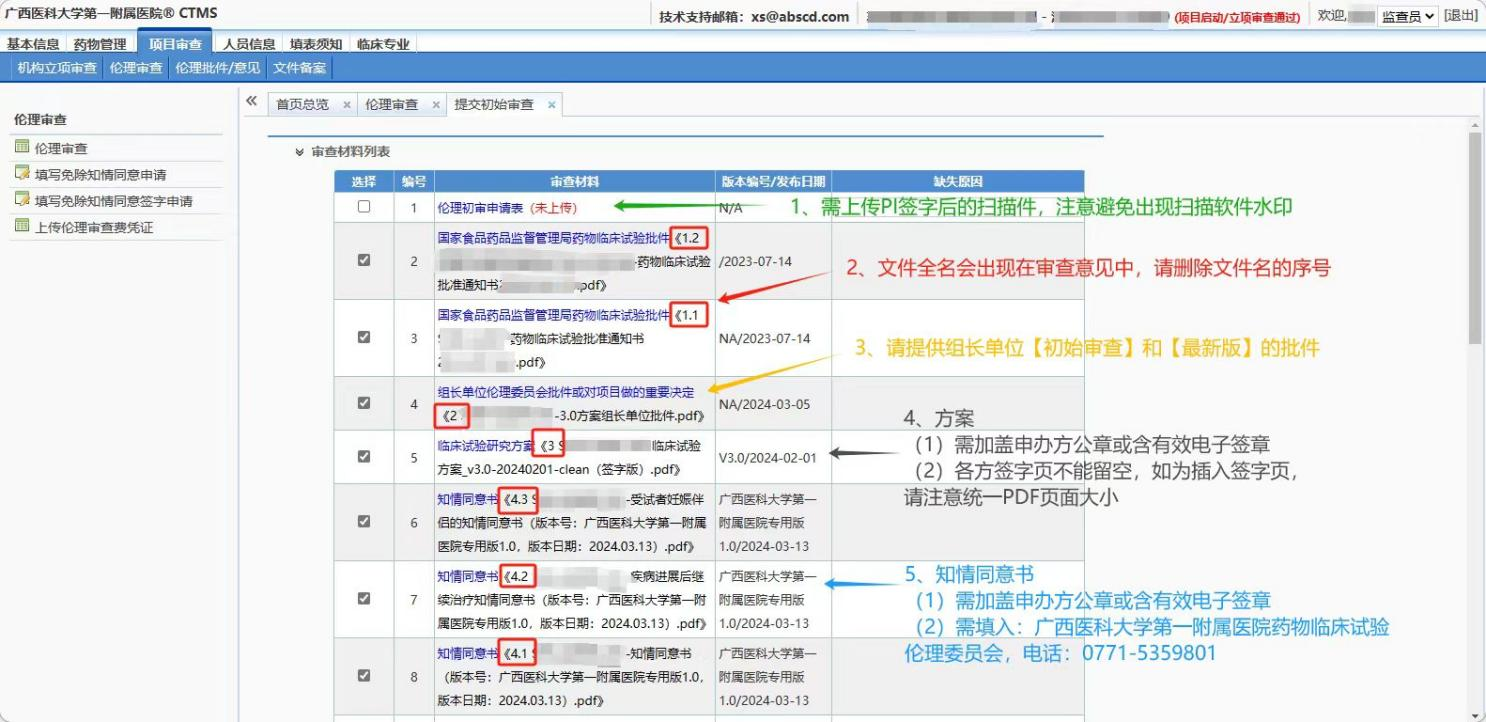 广西医科大学第一附属医院® CTMS
技术支持邮箱：xs@abscd.com
-
(项目启动/立项审查通过)
欢迎,
监查员
[退出]
基本信息 药物管理 项目审查 人员信息 填表须知 临床专业
机构立项审查 伦理审查 伦理批件/意见 文件备案
伦理审查
伦理审查
填写免除知情同意申请
填写免除知情同意签字申请
上传伦理审查费凭证
首页总览 × 伦理审查 × 提交初始审查 ×
审查材料列表
选择 编号 审查材料 版本编号/发布日期 缺失原因
1 伦理初审申请表（未上传） N/A
1、需上传PI签字后的扫描件，注意避免出现扫描软件水印
国家食品药品监督管理局药物临床试验批件《1.2
2 -药物临床试验 /2023-07-14
批准通知书 .pdf》
2、文件全名会出现在审查意见中，请删除文件名的序号
国家食品药品监督管理局药物临床试验批件《1.1
3 -药物临床试验批准通知书 NA/2023-07-14
2 .pdf》
3、请提供组长单位【初始审查】和【最新版】的批件
组长单位伦理委员会批件或对项目做的重要决定
4 NA/2024-03-05
《2 -3.0方案组长单位批件.pdf》
临床试验研究方案《3 S 临床试验
5 V3.0/2024-02-01
方案_v3.0-20240201-clean（签字版）.pdf》
4、方案
（1）需加盖申办方公章或含有效电子签章
（2）各方签字页不能留空，如为插入签字页，
请注意统一PDF页面大小
知情同意书《4.3 S -受试者妊娠伴 广西医科大学第一
6 侣的知情同意书（版本号：广西医科大学第一附属 附属医院专用版
医院专用版1.0，版本日期：2024.03.13）.pdf》 1.0/2024-03-13
知情同意书《4.2 疾病进展后继 广西医科大学第一
7 续治疗知情同意书（版本号：广西医科大学第一附 附属医院专用版
属医院专用版1.0，版本日期：2024.03.13）.pdf》 1.0/2024-03-13
5、知情同意书
（1）需加盖申办方公章或含有效电子签章
（2）需填入：广西医科大学第一附属医院药物临床试验
伦理委员会，电话：0771-5359801
知情同意书《4.1 S -知情同意书 广西医科大学第一
8 （版本号：广西医科大学第一附属医院专用版1.0， 附属医院专用版
版本日期：2024.03.13）.pdf》 1.0/2024-03-13